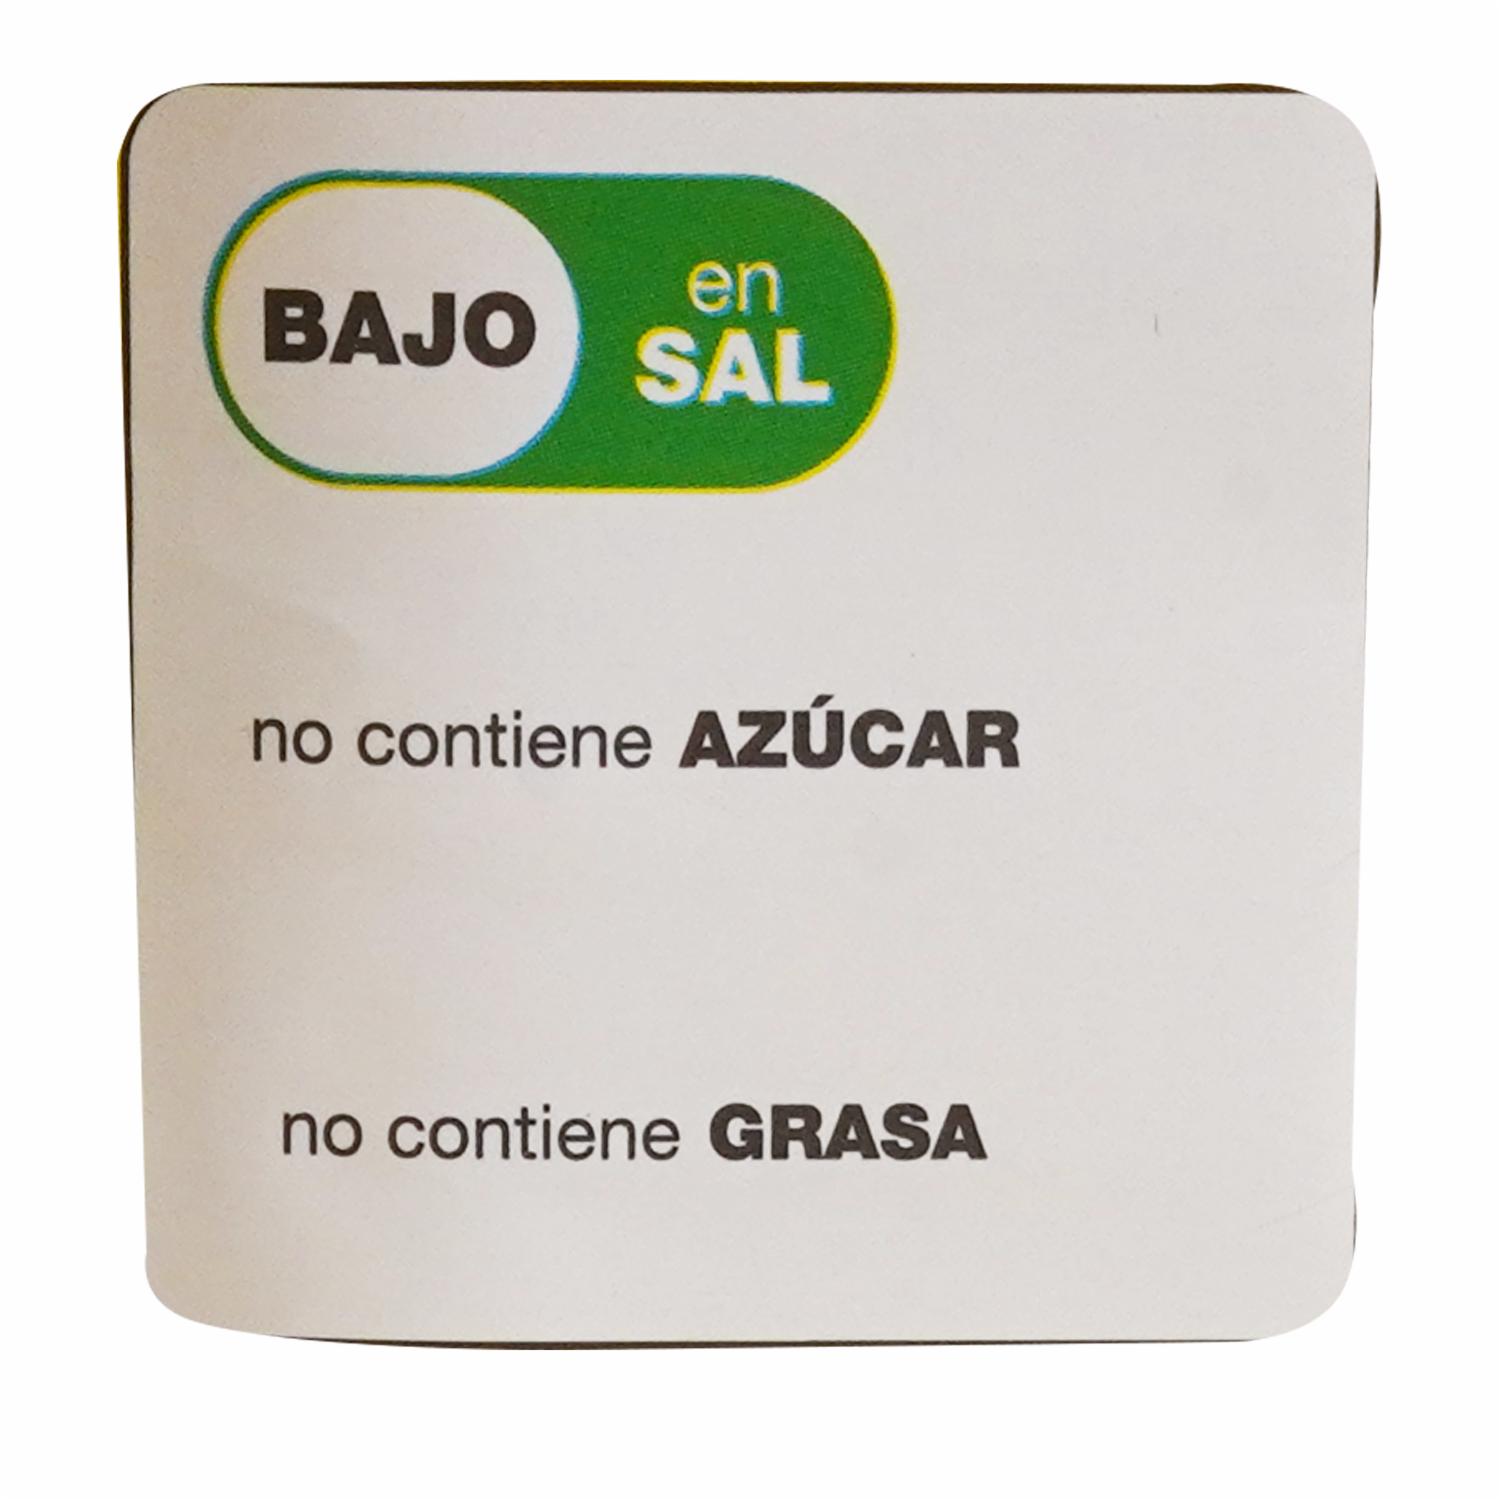 BAJO
en
SAL
no contiene AZÚCAR
no contiene GRASA